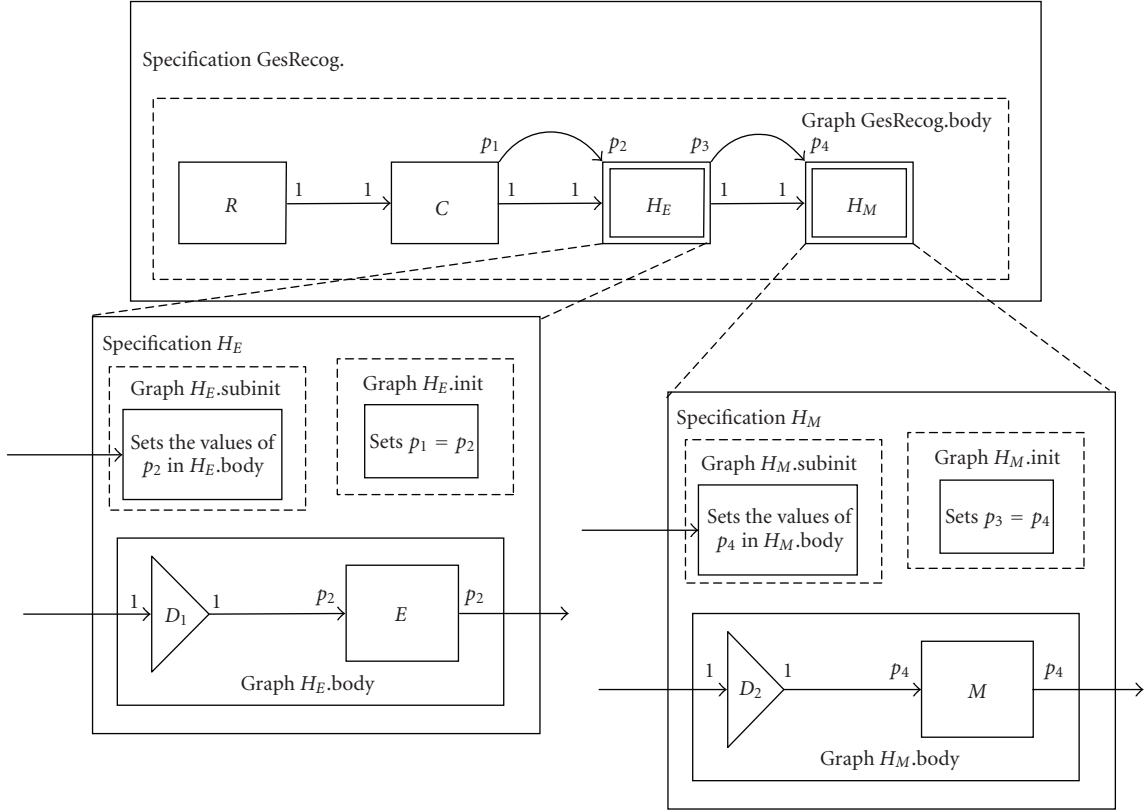 Specification GesRecog.
Graph GesRecog.body
p1 p2 p3 p4
R 1 1 C 1 1 HE 1 1 HM
Specification HE
Graph HE.subinit
Sets the values of
p2 in HE.body
Graph HE.init
Sets p1 = p2
1 D1 1 p2 E p2
Graph HE.body
Specification HM
Graph HM.subinit
Sets the values of
p4 in HM.body
Graph HM.init
Sets p3 = p4
1 D2 1 p4 M p4
Graph HM.body